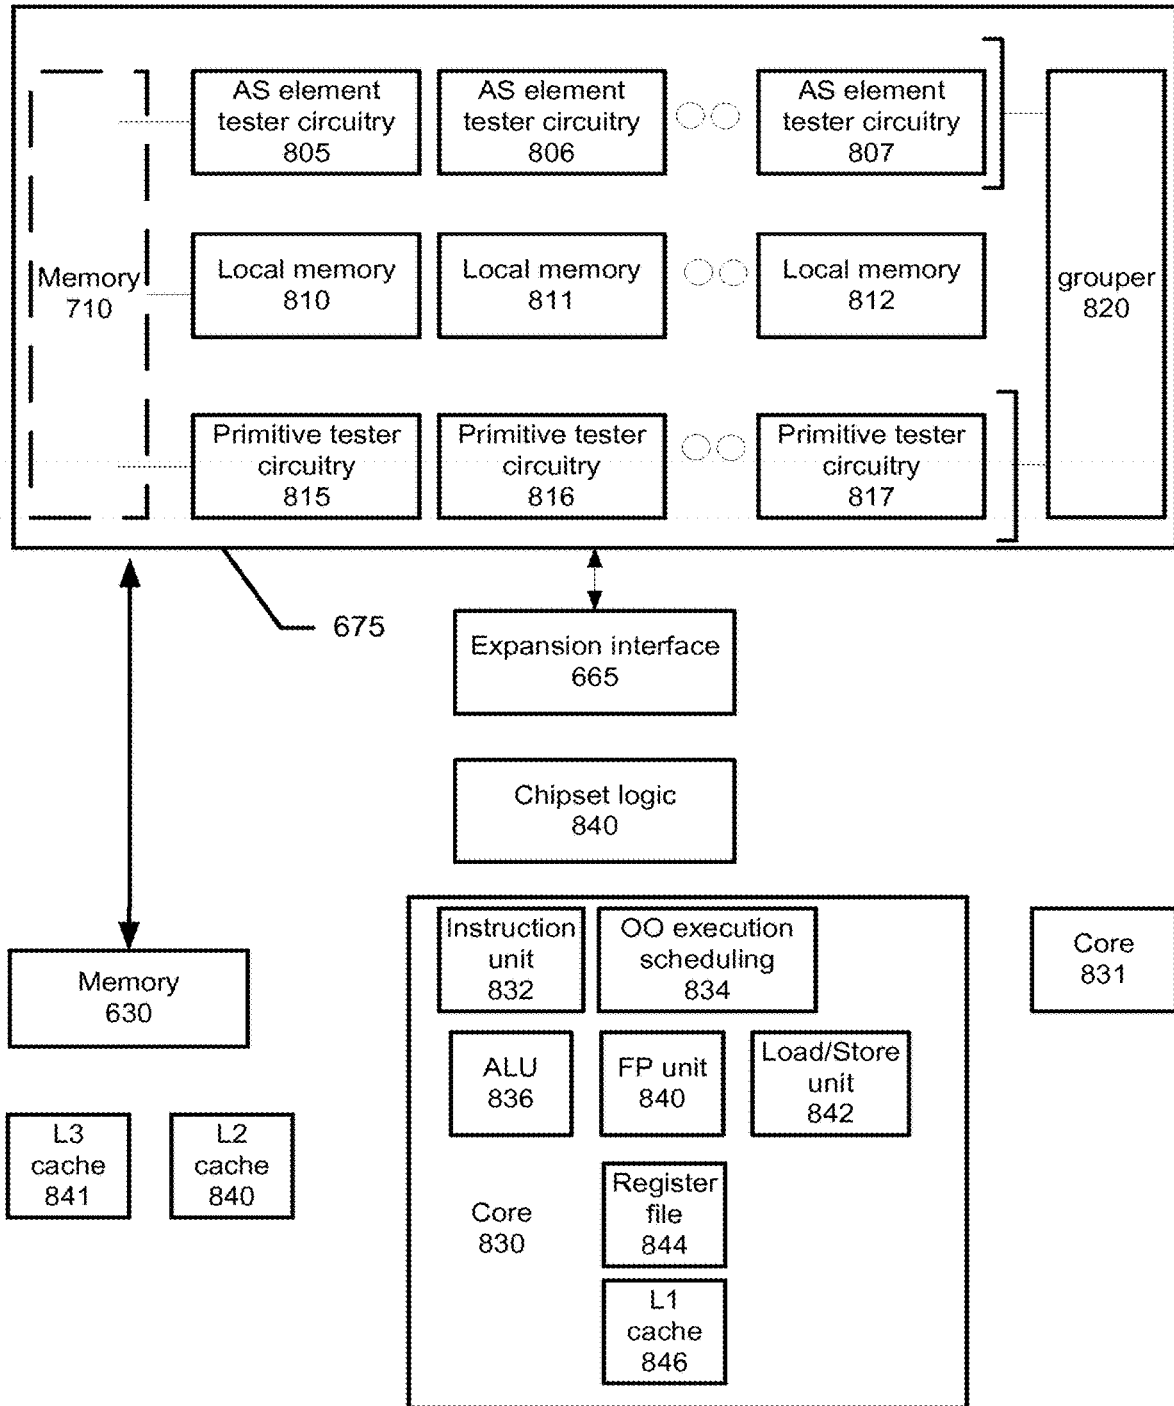 AS element
tester circuitry
805
AS element
tester circuitry
806
AS element
tester circuitry
807
Memory
710
Local memory
810
Local memory
811
Local memory
812
grouper
820
Primitive tester
circuitry
815
Primitive tester
circuitry
816
Primitive tester
circuitry
817
675
Expansion interface
665
Chipset logic
840
Instruction
unit
832
OO execution
scheduling
834
Core
831
Memory
630
ALU
836
FP unit
840
Load/Store
unit
842
L3
cache
841
L2
cache
840
Core
830
Register
file
844
L1
cache
846